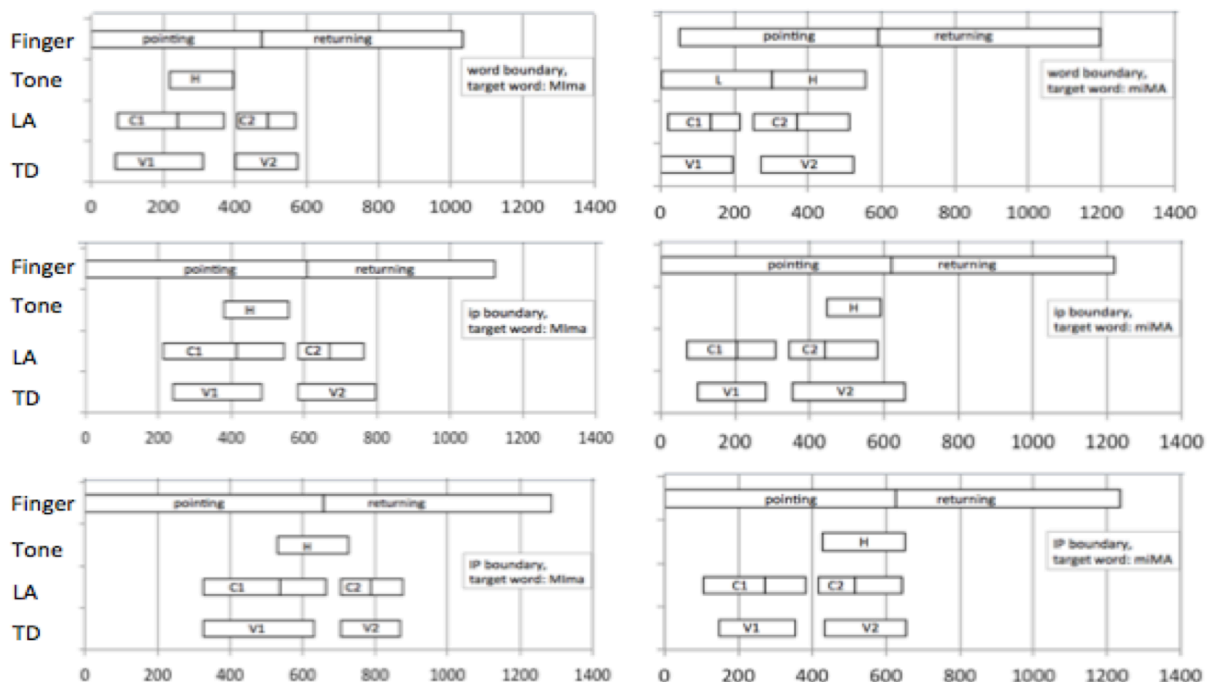 Finger pointing returning
Tone H
word boundary,
target word: MIma
LA C1 C2
TD V1 V2
0 200 400 600 800 1000 1200 1400
pointing returning
L H
word boundary,
target word: miMA
C1 C2
V1 V2
0 200 400 600 800 1000 1200 1400
Finger pointing returning
Tone H
ip boundary,
target word: MIma
LA C1 C2
TD V1 V2
0 200 400 600 800 1000 1200 1400
pointing returning
H
ip boundary,
target word: miMA
C1 C2
V1 V2
0 200 400 600 800 1000 1200 1400
Finger pointing returning
Tone H
IP boundary,
target word: MIma
LA C1 C2
TD V1 V2
0 200 400 600 800 1000 1200 1400
pointing returning
H
IP boundary,
target word: miMA
C1 C2
V1 V2
0 200 400 600 800 1000 1200 1400